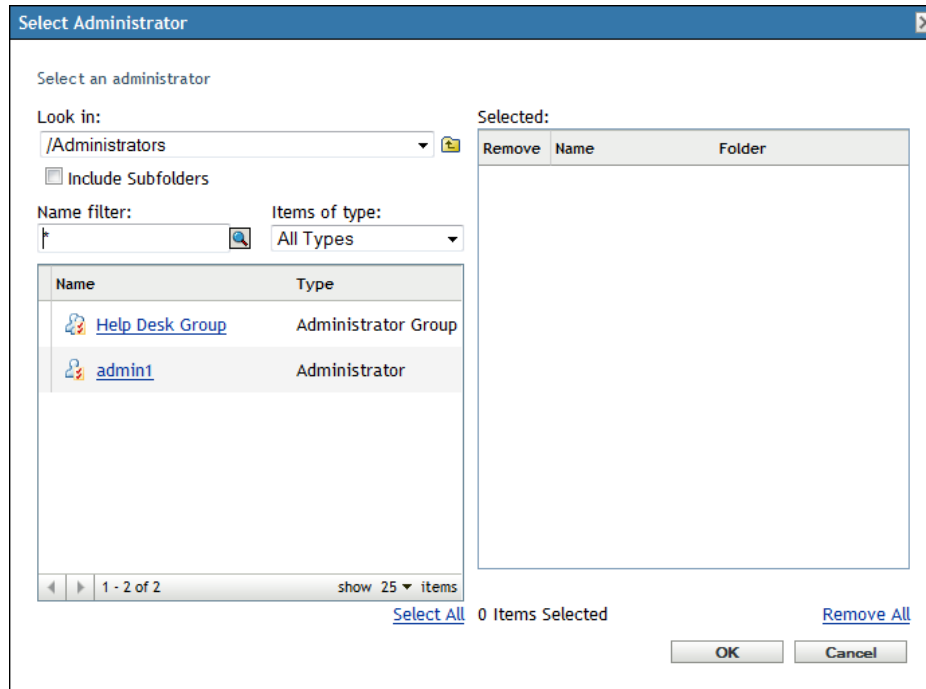 Select Administrator
Select an administrator
Look in:
/Administrators
Include Subfolders
Name filter:
Items of type:
*
All Types
Name
Type
Help Desk Group
Administrator Group
admin1
Administrator
1 - 2 of 2
show 25 items
Select All
Selected:
Remove
Name
Folder
0 Items Selected
Remove All
OK
Cancel